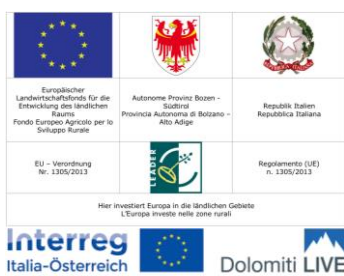 Europäischer
Landwirtschaftsfonds für die
Entwicklung des ländlichen
Raums
Fondo Europeo Agricolo per lo
Sviluppo Rurale
Autonome Provinz Bozen -
Südtirol
Provincia Autonoma di Bolzano -
Alto Adige
Republik Italien
Repubblica Italiana
EU – Verordnung
Nr. 1305/2013
LEADER
Regolamento (UE)
n. 1305/2013
Hier investiert Europa in die ländlichen Gebiete
L'Europa investe nelle zone rurali
Interreg
Italia-Österreich
Dolomiti LIVE